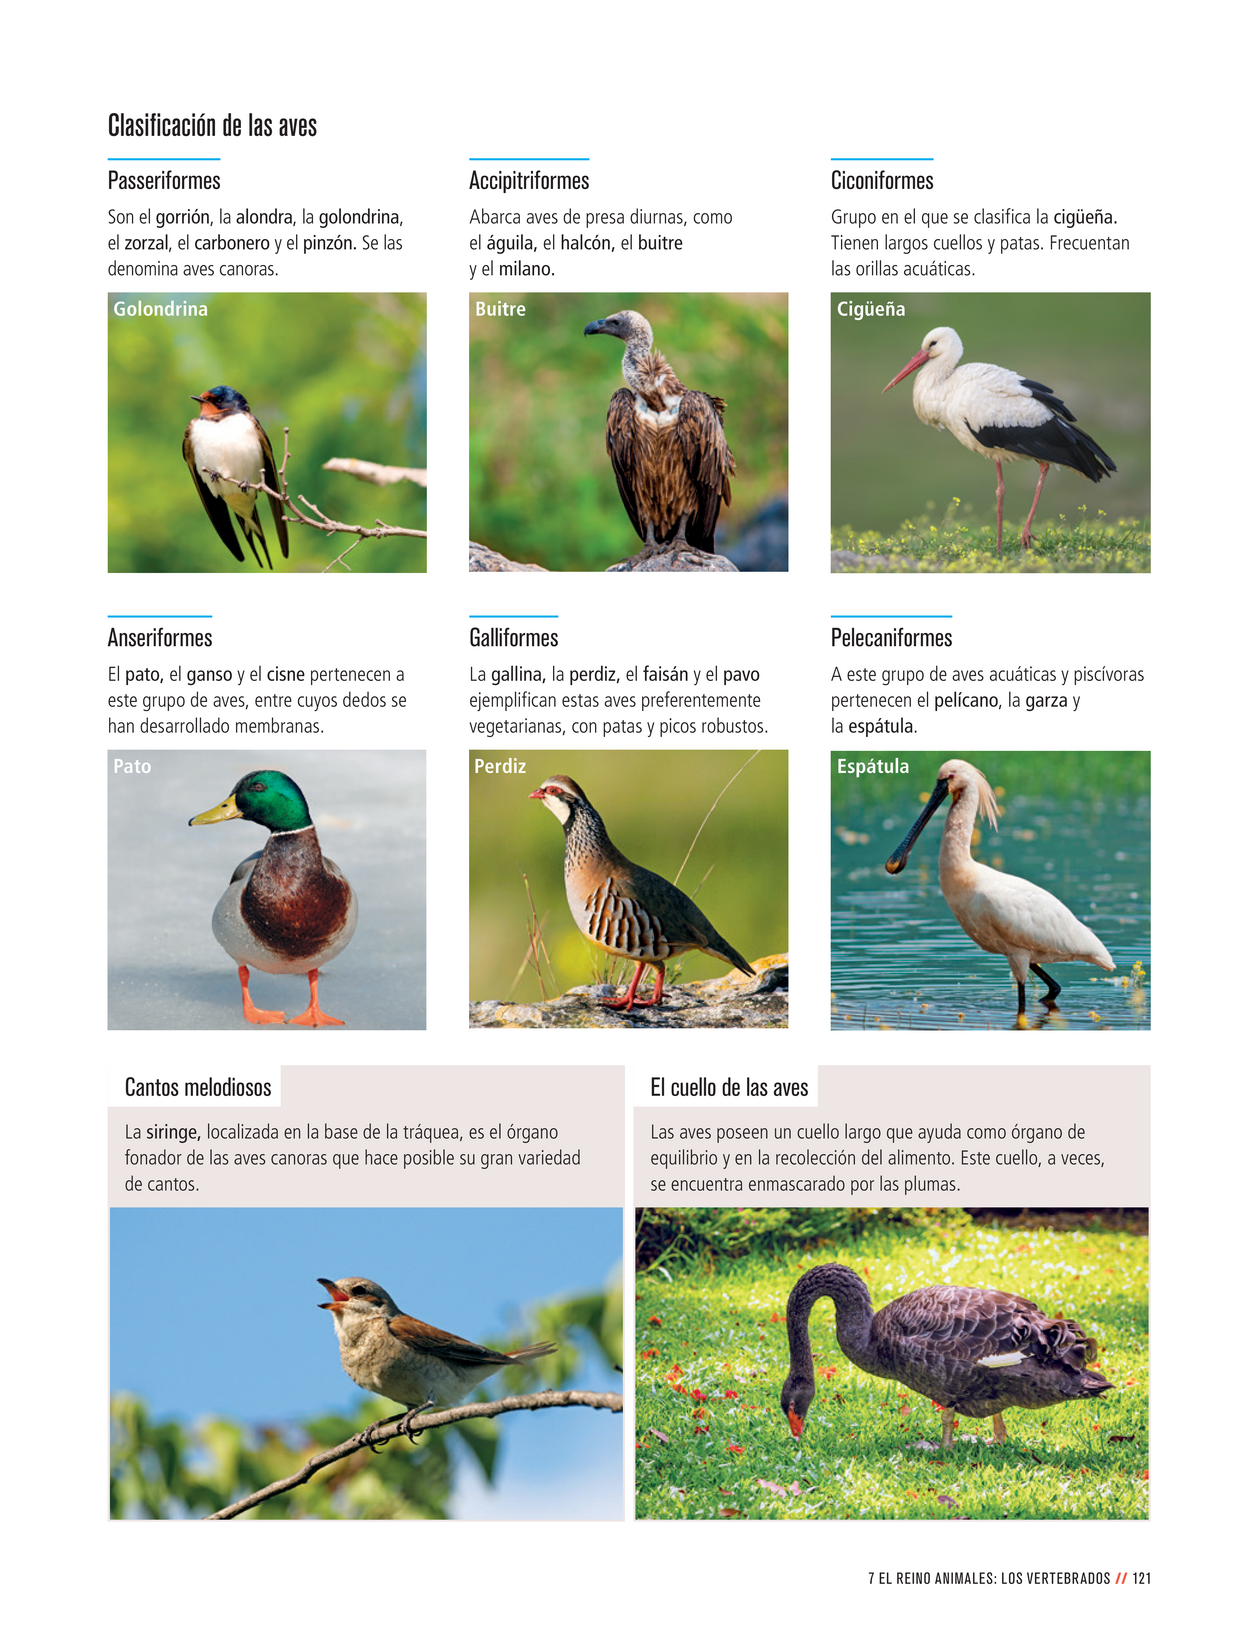 Clasificación de las aves
Passeriformes
Son el gorrión, la alondra, la golondrina,
el zorzal, el carbonero y el pinzón. Se las
denomina aves canoras.
Golondrina
Accipitriformes
Abarca aves de presa diurnas, como
el águila, el halcón, el buitre
y el milano.
Buitre
Ciconiformes
Grupo en el que se clasifica la cigüeña.
Tienen largos cuellos y patas. Frecuentan
las orillas acuáticas.
Cigüeña
Anseriformes
El pato, el ganso y el cisne pertenecen a
este grupo de aves, entre cuyos dedos se
han desarrollado membranas.
Pato
Galliformes
La gallina, la perdiz, el faisán y el pavo
ejemplifican estas aves preferentemente
vegetarianas, con patas y picos robustos.
Perdiz
Pelecaniformes
A este grupo de aves acuáticas y piscívoras
pertenecen el pelícano, la garza y
la espátula.
Espátula
Cantos melodiosos
La siringe, localizada en la base de la tráquea, es el órgano
fonador de las aves canoras que hace posible su gran variedad
de cantos.
El cuello de las aves
Las aves poseen un cuello largo que ayuda como órgano de
equilibrio y en la recolección del alimento. Este cuello, a veces,
se encuentra enmascarado por las plumas.
7 EL REINO ANIMALES: LOS VERTEBRADOS // 121